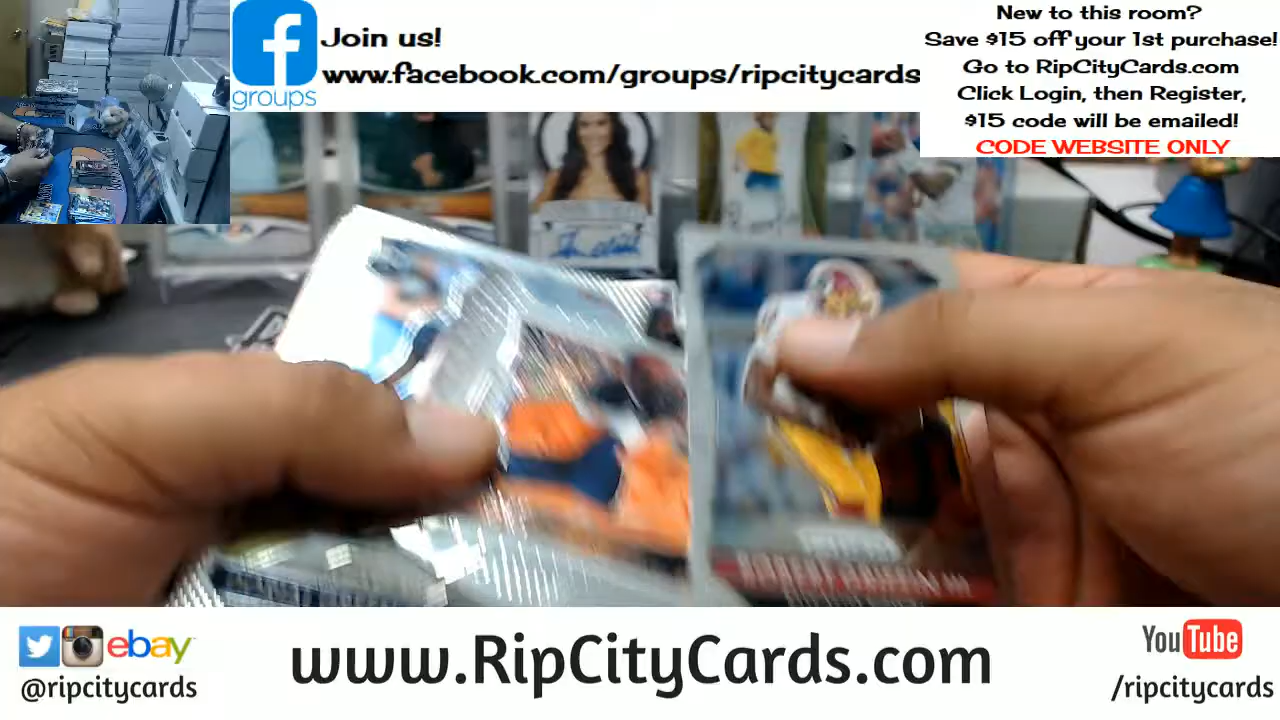 Join us!
www.facebook.com/groups/ripcitycards
groups
New to this room?
Save $15 off your 1st purchase!
Go to RipCityCards.com
Click Login, then Register,
$15 code will be emailed!
CODE WEBSITE ONLY
ebay
@ripcitycards
www.RipCityCards.com
YouTube
/ripcitycards